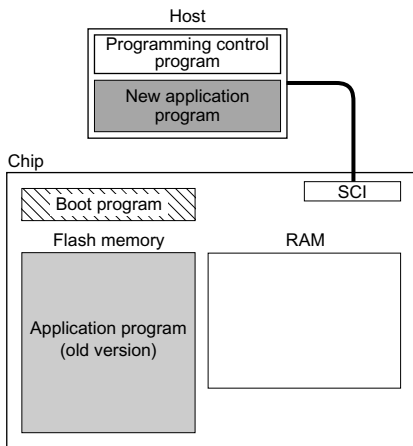 Host
Programming control
program
New application
program
Chip
SCI
Boot program
Flash memory
RAM
Application program
(old version)